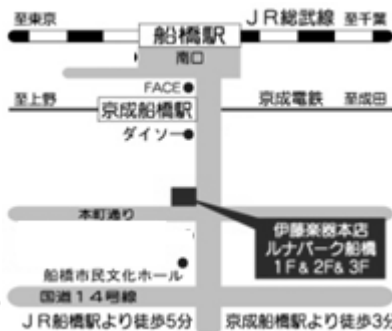 至東京
船橋駅
JR総武線
至千葉
南口
FACE
至上野
京成船橋駅
京成電鉄
至成田
ダイソー
本町通り
伊藤楽器本店
ルナパーク船橋
1F&2F&3F
船橋市民文化ホール
国道14号線
JR船橋駅より徒歩5分
京成船橋駅より徒歩3分